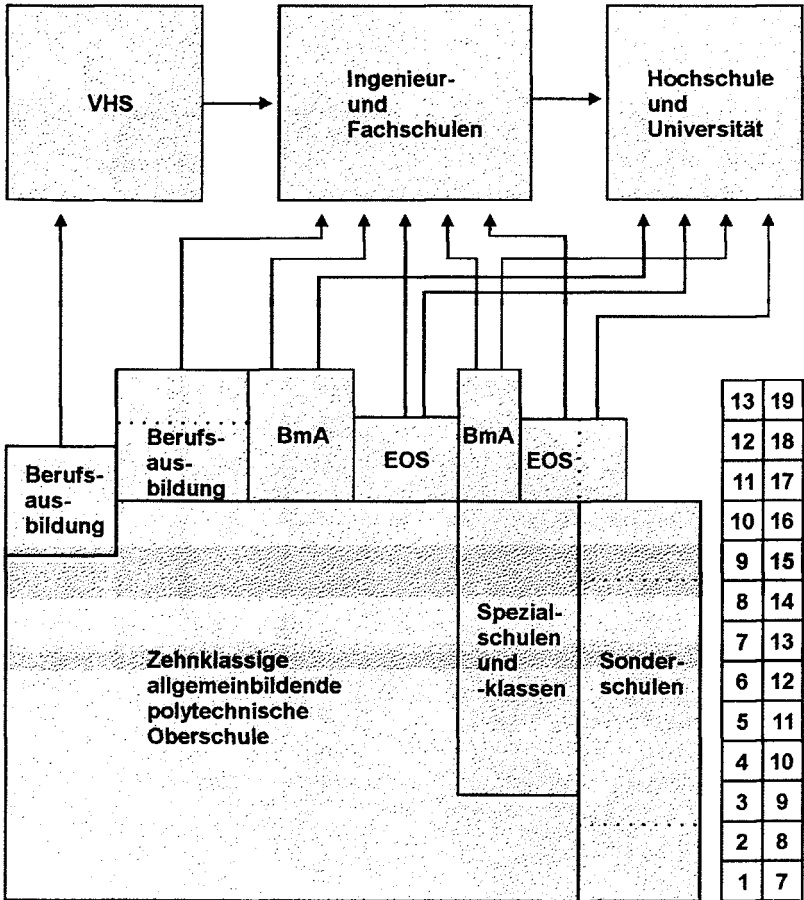 VHS
Ingenieur-
und
Fachschulen
Hochschule
und
Universität
Berufs-
aus-
bildung
Berufs-
aus-
bildung
BmA
EOS
BmA
EOS
Zehnklassige
allgemeinbildende
polytechnische
Oberschule
Spezial-
schulen
und
-klassen
Sonder-
schulen
13 19
12 18
11 17
10 16
9 15
8 14
7 13
6 12
5 11
4 10
3 9
2 8
1 7